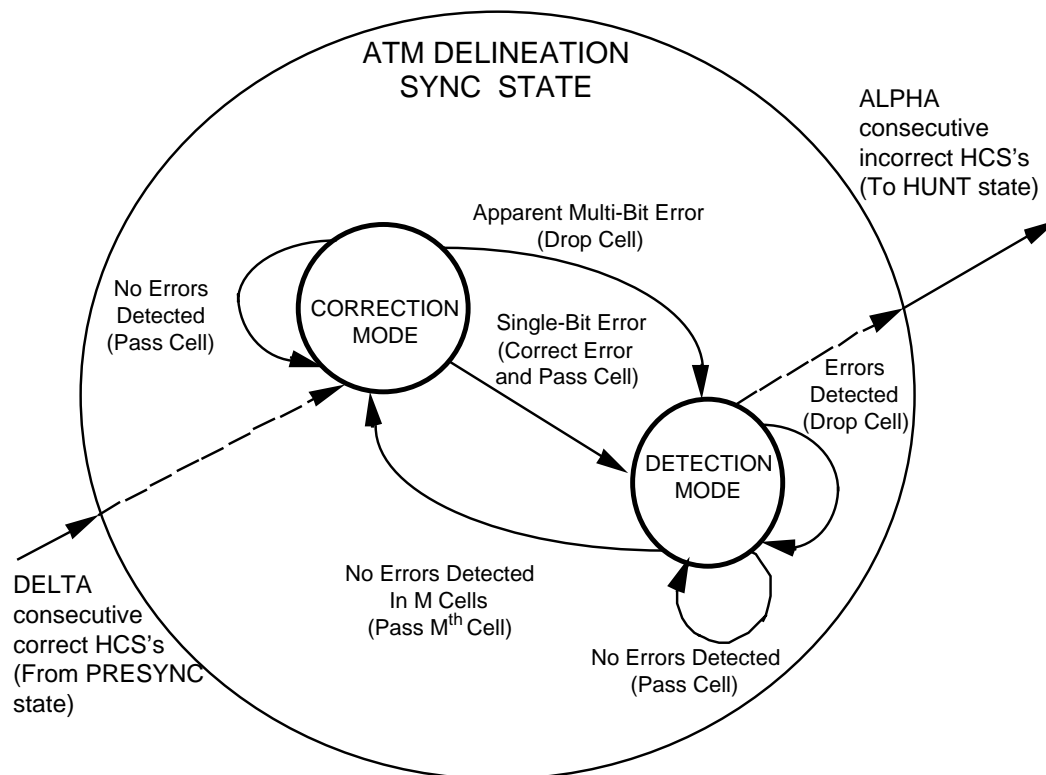 ATM DELINEATION
SYNC STATE
ALPHA
consecutive
incorrect HCS's
(To HUNT state)
Apparent Multi-Bit Error
(Drop Cell)
No Errors
Detected
(Pass Cell)
CORRECTION
MODE
Single-Bit Error
(Correct Error
and Pass Cell)
Errors
Detected
(Drop Cell)
DETECTION
MODE
DELTA
consecutive
correct HCS's
(From PRESYNC
state)
No Errors Detected
In M Cells
(Pass Mth Cell)
No Errors Detected
(Pass Cell)